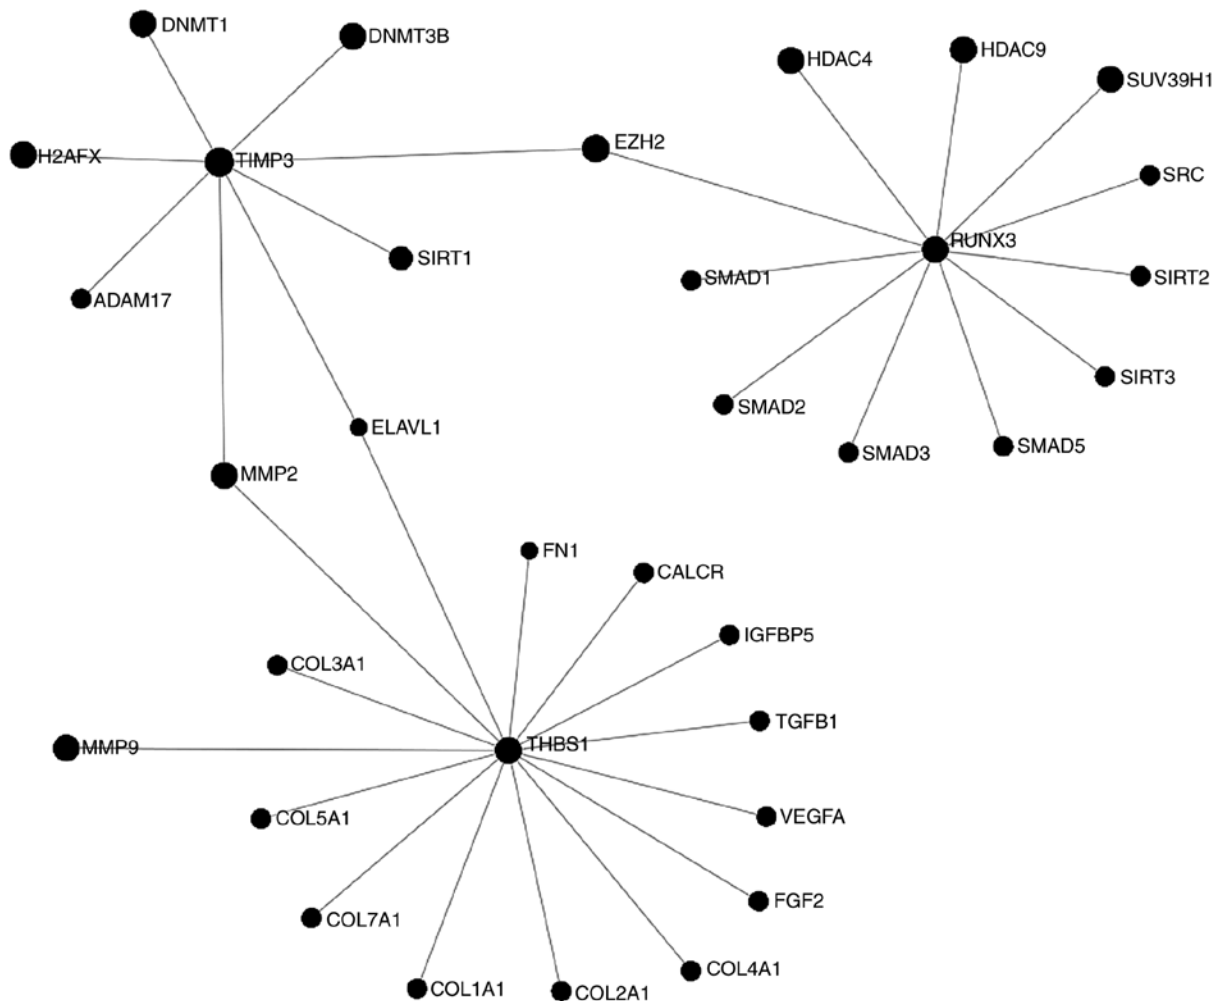 DNMT1
DNMT3B
HDAC4
HDAC9
SUV39H1
H2AFX
TIMP3
EZH2
SRC
RUNX3
SIRT1
SMAD1
SIRT2
ADAM17
SIRT3
SMAD2
ELAVL1
SMAD3
SMAD5
MMP2
FN1
CALCR
IGFBP5
COL3A1
TGFB1
MMP9
THBS1
COL5A1
VEGFA
FGF2
COL7A1
COL4A1
COL1A1
COL2A1